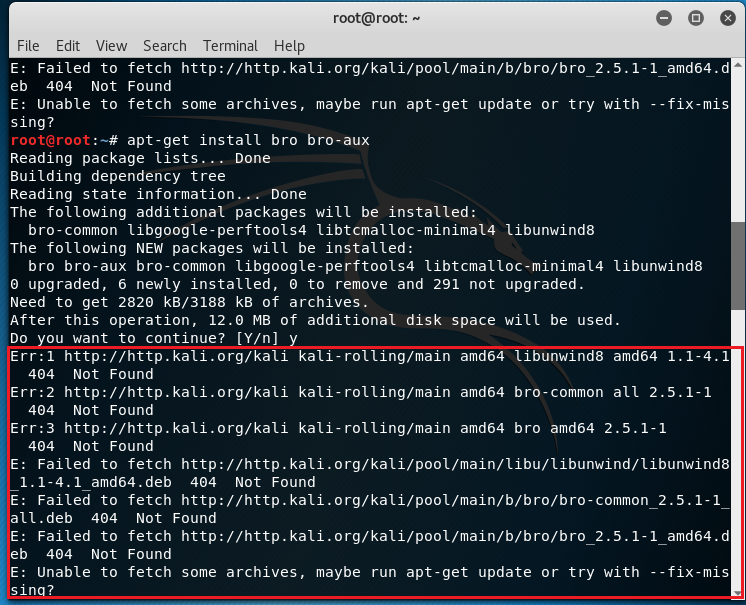 root@root: ~
File Edit View Search Terminal Help
E: Failed to fetch http://http.kali.org/kali/pool/main/b/bro/bro_2.5.1-1_amd64.d
eb  404  Not Found
E: Unable to fetch some archives, maybe run apt-get update or try with --fix-mis
sing?
root@root:~# apt-get install bro bro-aux
Reading package lists... Done
Building dependency tree
Reading state information... Done
The following additional packages will be installed:
  bro-common libgoogle-perftools4 libtcmalloc-minimal4 libunwind8
The following NEW packages will be installed:
  bro bro-aux bro-common libgoogle-perftools4 libtcmalloc-minimal4 libunwind8
0 upgraded, 6 newly installed, 0 to remove and 291 not upgraded.
Need to get 2820 kB/3188 kB of archives.
After this operation, 12.0 MB of additional disk space will be used.
Do you want to continue? [Y/n] y
Err:1 http://http.kali.org/kali kali-rolling/main amd64 libunwind8 amd64 1.1-4.1
  404  Not Found
Err:2 http://http.kali.org/kali kali-rolling/main amd64 bro-common all 2.5.1-1
  404  Not Found
Err:3 http://http.kali.org/kali kali-rolling/main amd64 bro amd64 2.5.1-1
  404  Not Found
E: Failed to fetch http://http.kali.org/kali/pool/main/libu/libunwind/libunwind8
_1.1-4.1_amd64.deb  404  Not Found
E: Failed to fetch http://http.kali.org/kali/pool/main/b/bro/bro-common_2.5.1-1_
all.deb  404  Not Found
E: Failed to fetch http://http.kali.org/kali/pool/main/b/bro/bro_2.5.1-1_amd64.d
eb  404  Not Found
E: Unable to fetch some archives, maybe run apt-get update or try with --fix-mis
sing?